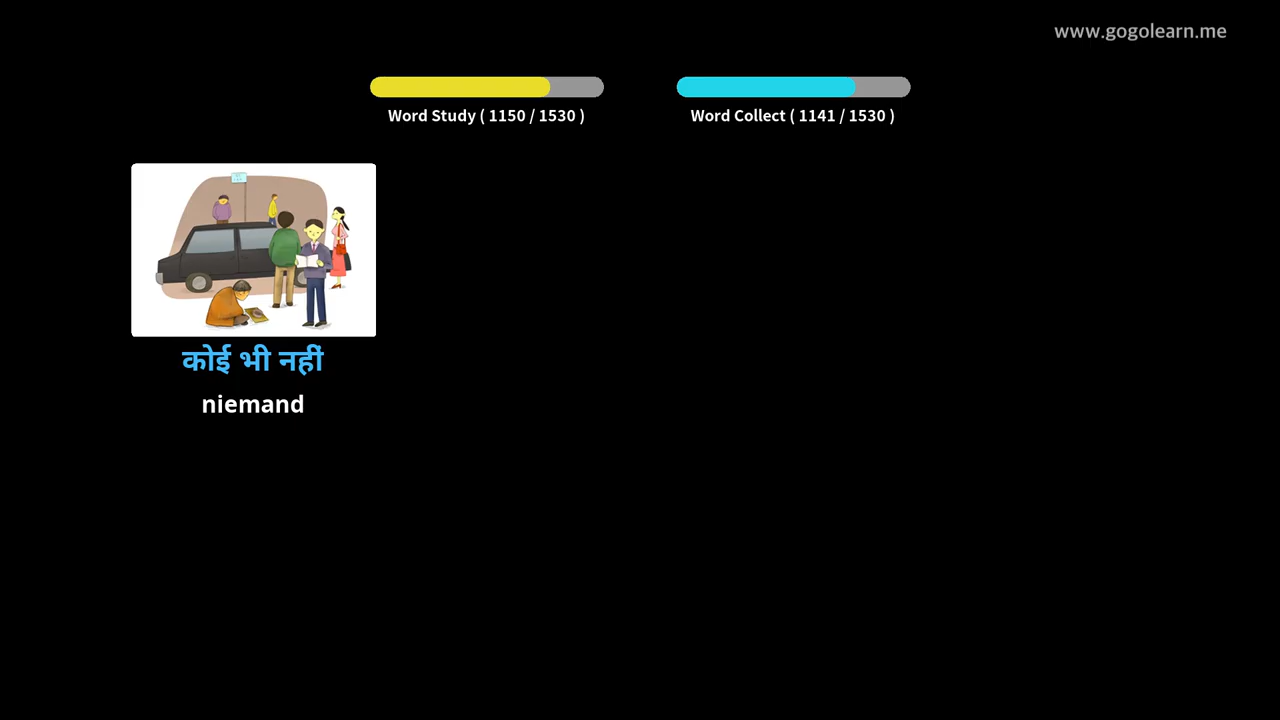 www.gogolearn.me
Word Study ( 1150 / 1530 )
Word Collect ( 1141 / 1530 )
कोई भी नहीं
niemand